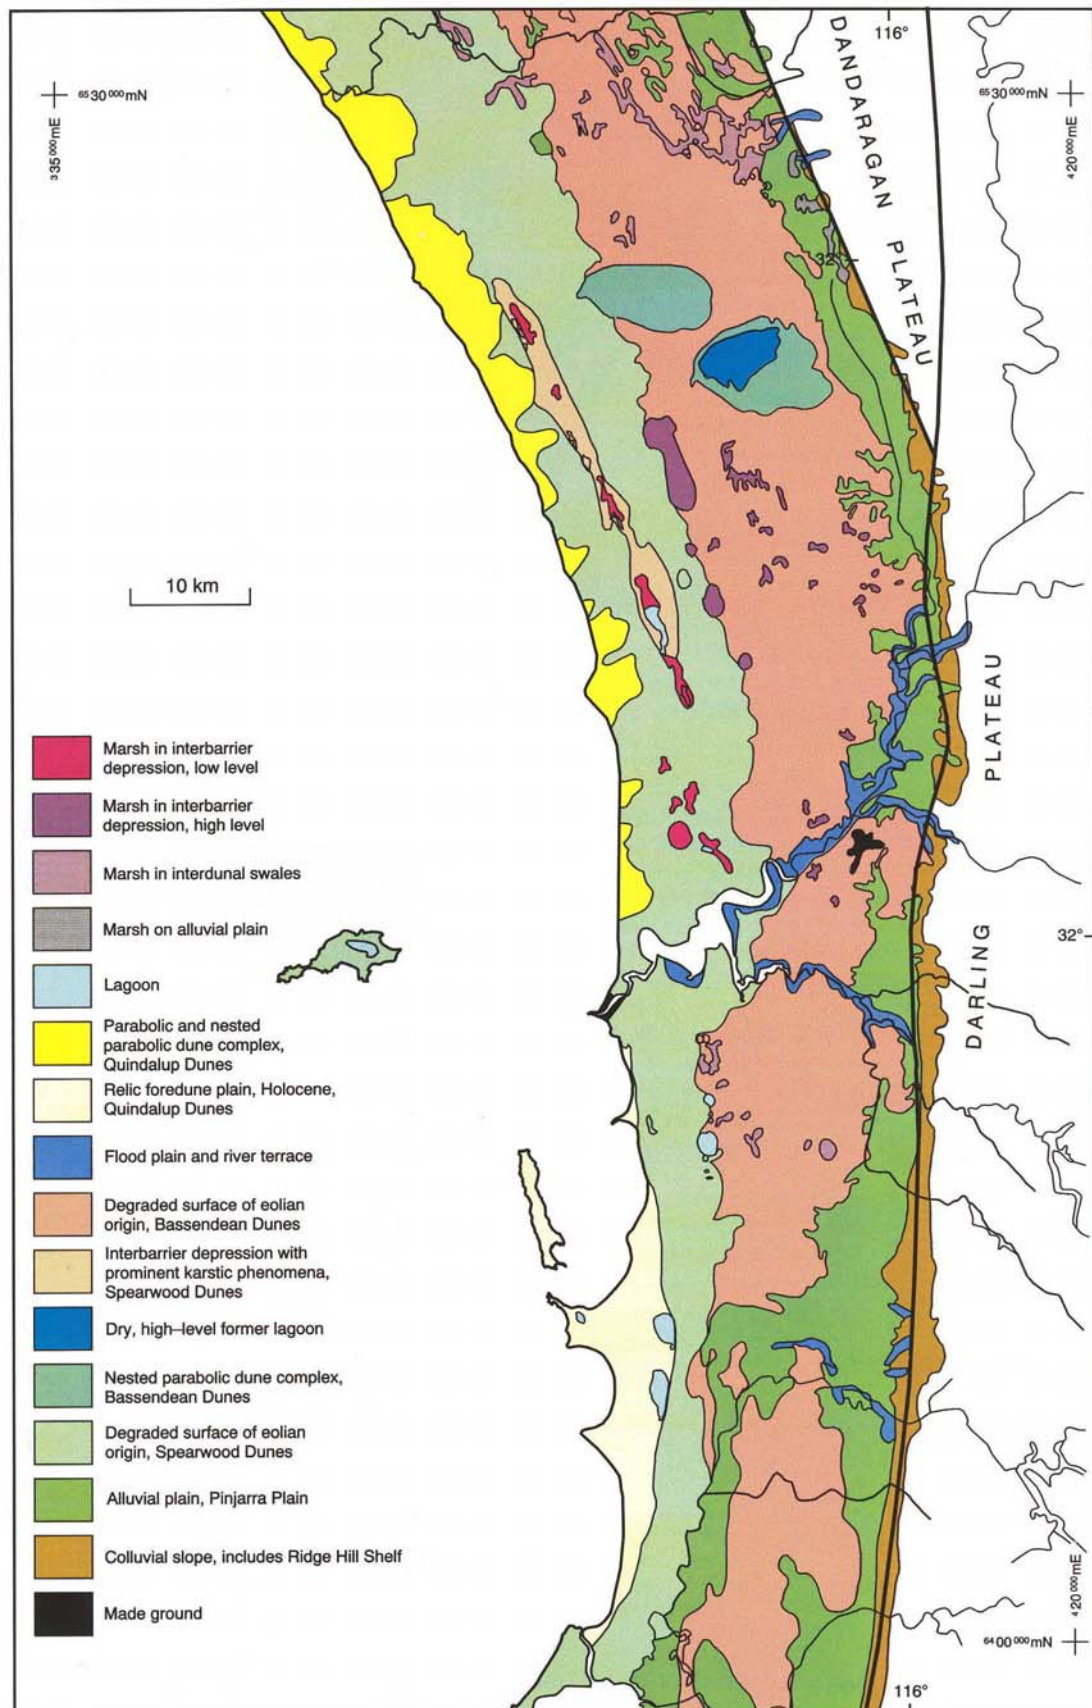 116°
DANDARAGAN PLATEAU
⁶⁵30 ⁰⁰⁰mN
⁶⁵30 ⁰⁰⁰mN
³35 ⁰⁰⁰mE
⁴20 ⁰⁰⁰mE
32°
10 km
PLATEAU
DARLING
32°
Marsh in interbarrier
depression, low level
Marsh in interbarrier
depression, high level
Marsh in interdunal swales
Marsh on alluvial plain
Lagoon
Parabolic and nested
parabolic dune complex,
Quindalup Dunes
Relic foredune plain, Holocene,
Quindalup Dunes
Flood plain and river terrace
Degraded surface of eolian
origin, Bassendean Dunes
Interbarrier depression with
prominent karstic phenomena,
Spearwood Dunes
Dry, high–level former lagoon
Nested parabolic dune complex,
Bassendean Dunes
Degraded surface of eolian
origin, Spearwood Dunes
Alluvial plain, Pinjarra Plain
Colluvial slope, includes Ridge Hill Shelf
Made ground
⁴20 ⁰⁰⁰mE
⁶⁴00 ⁰⁰⁰mN
116°